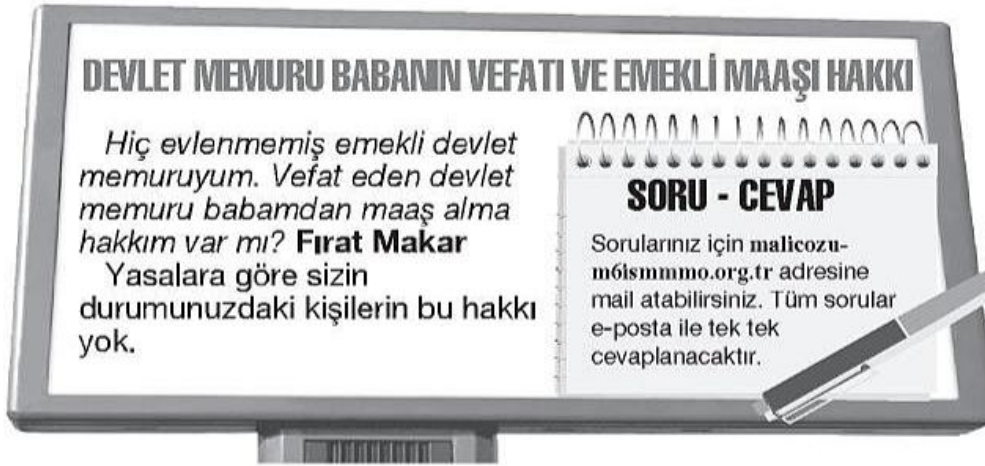 DEVLET MEMURU BABANIN VEFATI VE EMEKLİ MAAŞI HAKKI
Hiç evlenmemiş emekli devlet
memuruyum. Vefat eden devlet
memuru babamdan maaş alma
hakkım var mı? Fırat Makar
Yasalara göre sizin
durumunuzdaki kişilerin bu hakkı
yok.
SORU - CEVAP
Sorularınız için malicozu-
m6ismmmo.org.tr adresine
mail atabilirsiniz. Tüm sorular
e-posta ile tek tek
cevaplanacaktır.